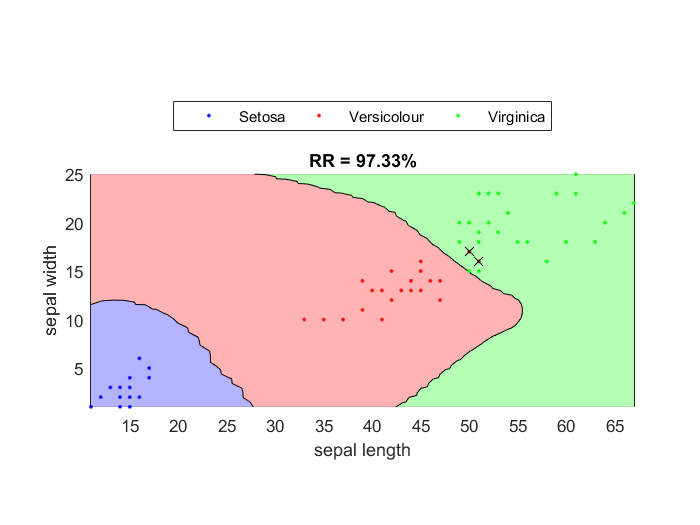 Setosa Versicolour Virginica
RR = 97.33%
25
20
15
10
5
sepal width
15 20 25 30 35 40 45 50 55 60 65
sepal length